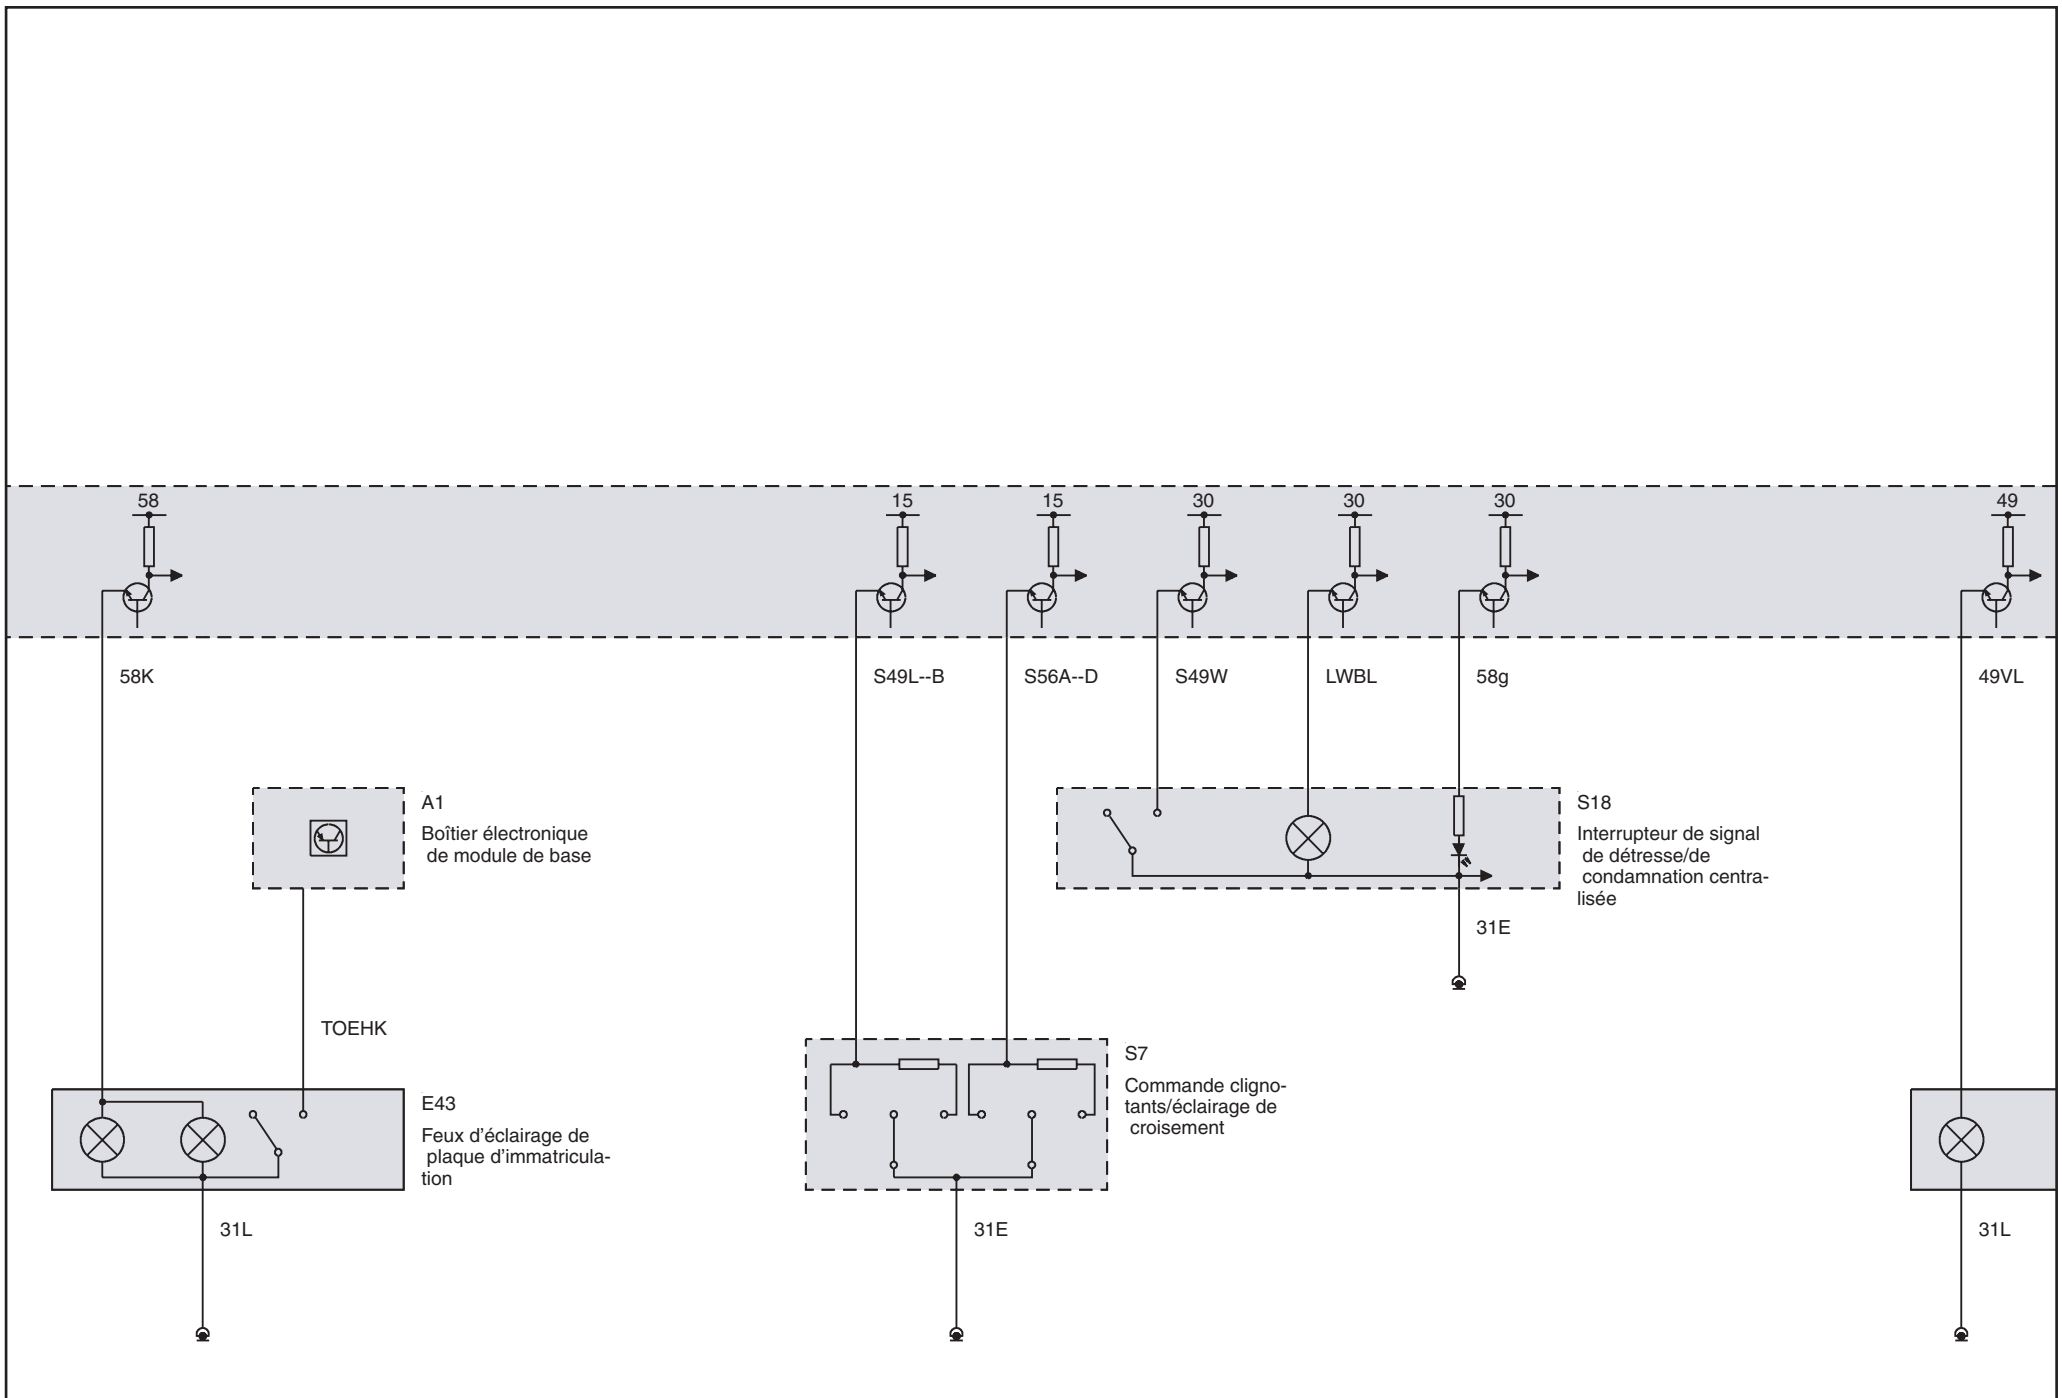 58
15
15
30
30
30
49
58K
S49L--B
S56A--D
S49W
LWBL
58g
49VL
A1
Boîtier électronique
de module de base
S18
Interrupteur de signal
de détresse/de
condamnation centra-
lisée
31E
TOEHK
S7
Commande cligno-
tants/éclairage de
croisement
E43
Feux d'éclairage de
plaque d'immatricula-
tion
31L
31E
31L